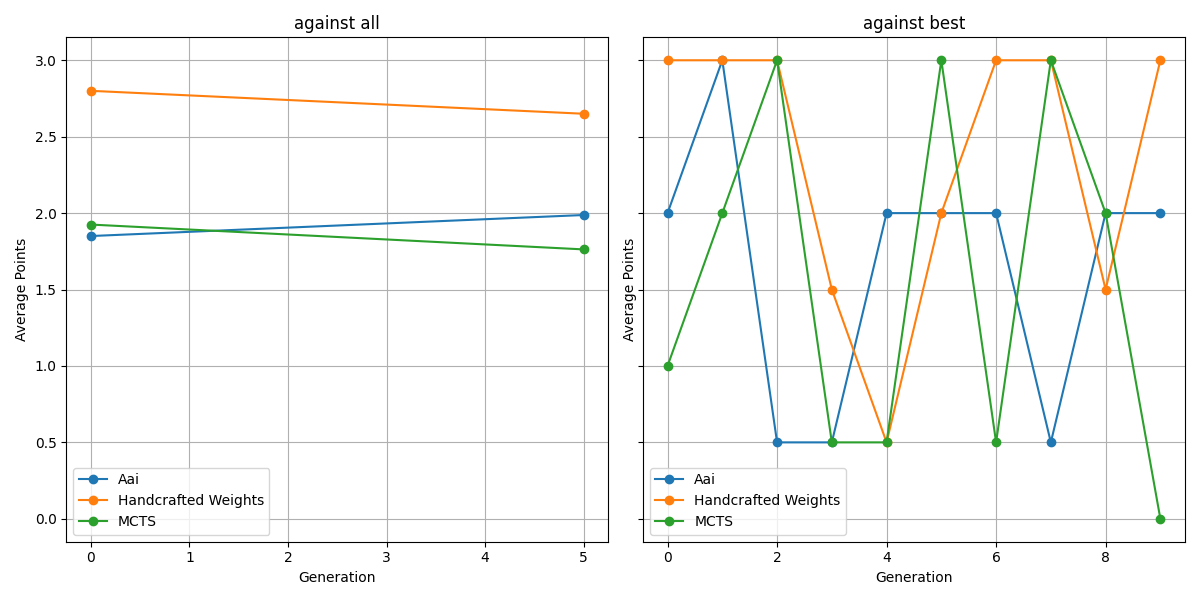 against all
3.0
2.5
2.0
1.5
1.0
0.5
0.0
Average Points
Aai
Handcrafted Weights
MCTS
0 1 2 3 4 5
Generation
against best
Average Points
Aai
Handcrafted Weights
MCTS
0 2 4 6 8
Generation